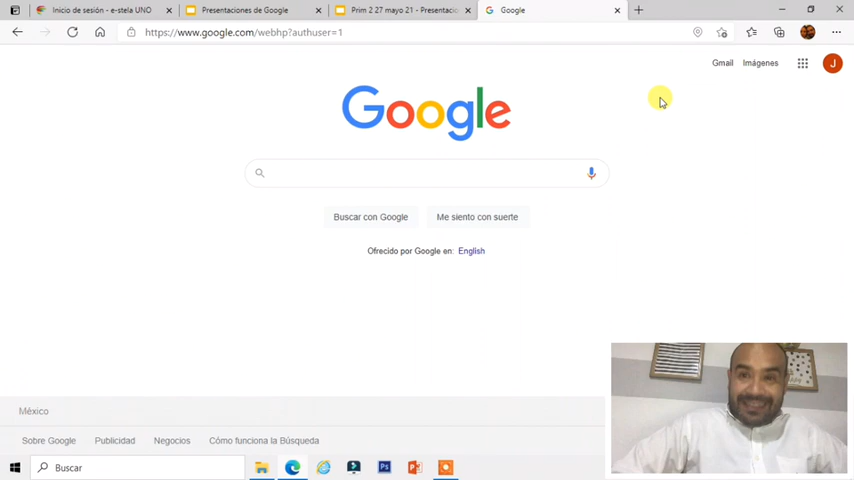 Inicio de sesión - e-stela UNO
Presentaciones de Google
Prim 2 27 mayo 21 - Presentacio
Google
https://www.google.com/webhp?authuser=1
Gmail Imágenes J
Google
Buscar con Google Me siento con suerte
Ofrecido por Google en: English
México
Sobre Google Publicidad Negocios Cómo funciona la Búsqueda
Buscar